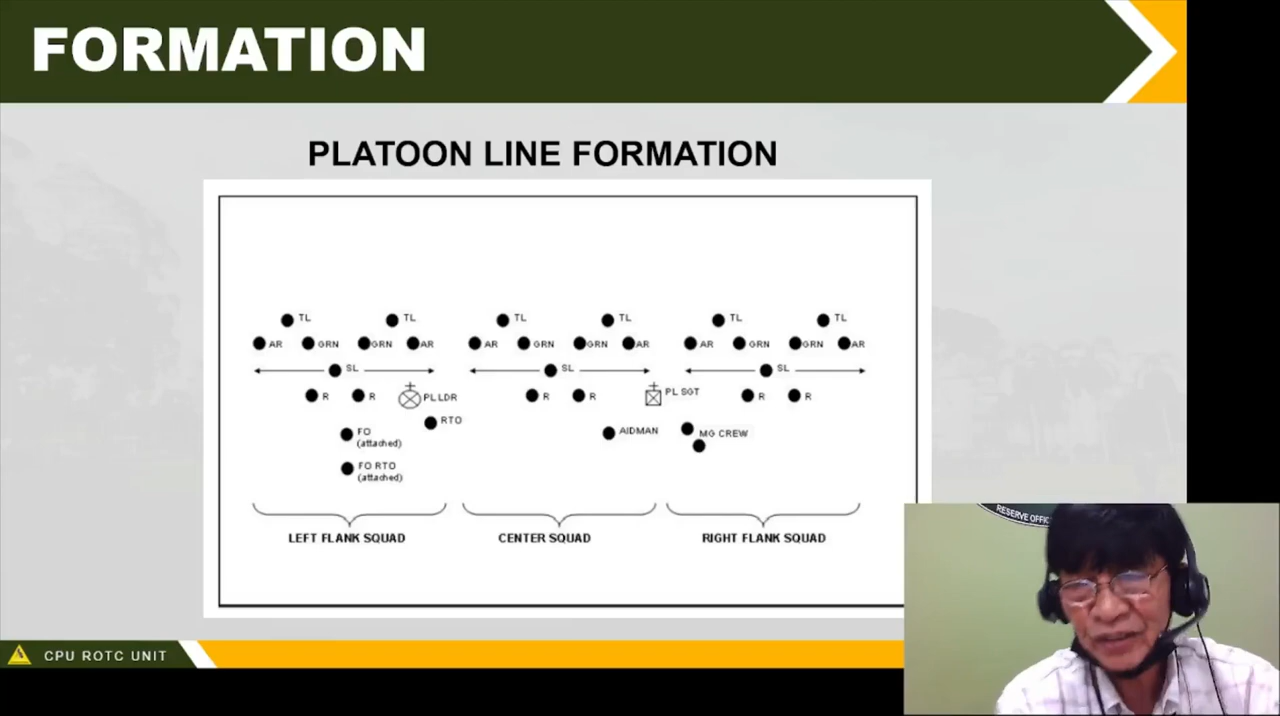 FORMATION
PLATOON LINE FORMATION
TL TL TL TL TL TL
AR GRN GRN AR AR GRN GRN AR AR GRN GRN AR
SL SL SL
R R PL LDR R R PL SGT R R
RTO
FO
(attached)
AIDMAN
MG CREW
FO RTO
(attached)
LEFT FLANK SQUAD CENTER SQUAD RIGHT FLANK SQUAD
RESERVE OFFIC
CPU ROTC UNIT